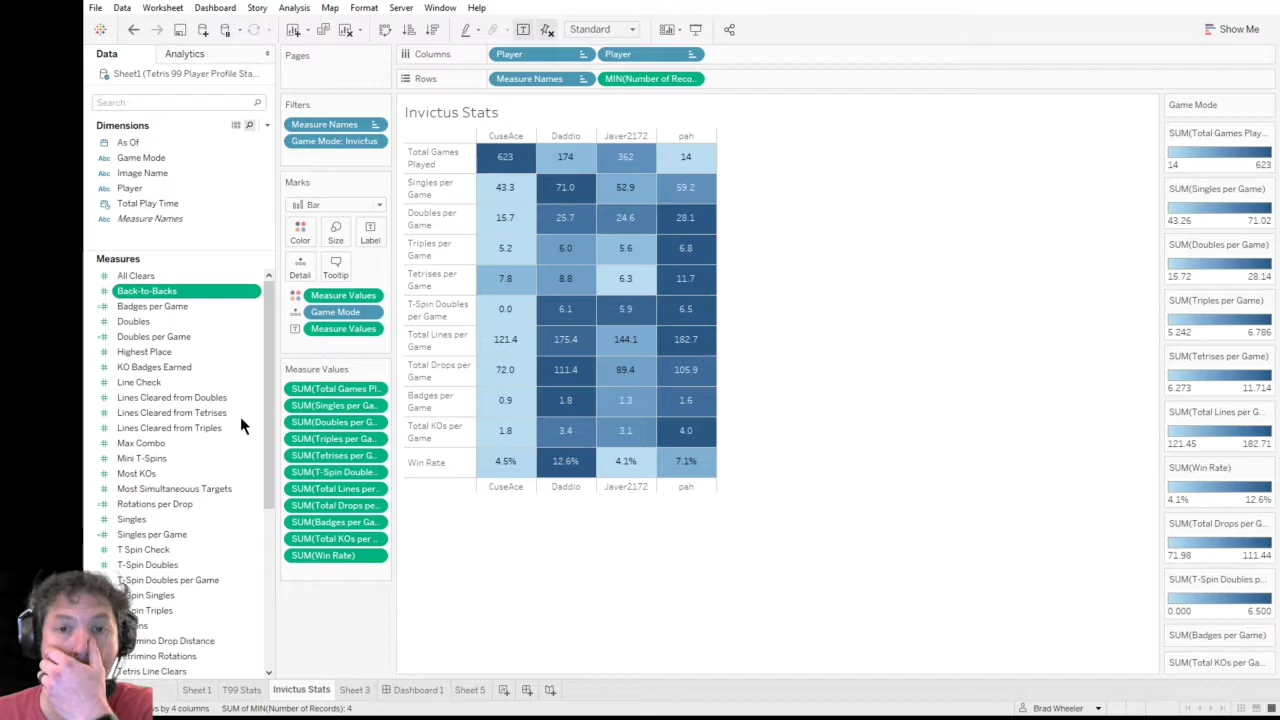 File Data Worksheet Dashboard Story Analysis Map Format Server Window Help
Standard
Show Me
Data Analytics
Sheet1 (Tetris 99 Player Profile Sta...
Search
Dimensions
As Of
Abc Game Mode
Abc Image Name
Abc Player
Total Play Time
Abc Measure Names
Measures
All Clears
Back-to-Backs
Badges per Game
Doubles
Doubles per Game
Highest Place
KO Badges Earned
Line Check
Lines Cleared from Doubles
Lines Cleared from Tetrises
Lines Cleared from Triples
Max Combo
Mini T-Spins
Most KOs
Most Simultaneouus Targets
Rotations per Drop
Singles
Singles per Game
T Spin Check
T-Spin Doubles
T-Spin Doubles per Game
Spin Singles
pin Triples
ins
etrimino Drop Distance
etrimino Rotations
Tetris Line Clears
Pages
Filters
Measure Names
Game Mode: Invictus
Marks
Bar
Color Size Label
Detail Tooltip
Measure Values
Game Mode
Measure Values
Measure Values
SUM(Total Games Pl..
SUM(Singles per Ga..
SUM(Doubles per G..
SUM(Triples per Ga..
SUM(Tetrises per G..
SUM(T-Spin Double..
SUM(Total Lines per..
SUM(Total Drops pe..
SUM(Badges per Ga..
SUM(Total KOs per ..
SUM(Win Rate)
Columns Player Player
Rows Measure Names MIN(Number of Reco..
Invictus Stats
CuseAce Daddio Javer2172 pah
Total Games Played 623 174 362 14
Singles per Game 43.3 71.0 52.9 59.2
Doubles per Game 15.7 25.7 24.6 28.1
Triples per Game 5.2 6.0 5.6 6.8
Tetrises per Game 7.8 8.8 6.3 11.7
T-Spin Doubles per Game 0.0 6.1 5.9 6.5
Total Lines per Game 121.4 175.4 144.1 182.7
Total Drops per Game 72.0 111.4 89.4 105.9
Badges per Game 0.9 1.8 1.3 1.6
Total KOs per Game 1.8 3.4 3.1 4.0
Win Rate 4.5% 12.6% 4.1% 7.1%
CuseAce Daddio Javer2172 pah
Game Mode
SUM(Total Games Play...
14 623
SUM(Singles per Game)
43.26 71.02
SUM(Doubles per Game)
15.72 28.14
SUM(Triples per Game)
5.242 6.786
SUM(Tetrises per Game)
6.273 11.714
SUM(Total Lines per G...
121.45 182.71
SUM(Win Rate)
4.1% 12.6%
SUM(Total Drops per G...
71.98 111.44
SUM(T-Spin Doubles p...
0.000 6.500
SUM(Badges per Game)
SUM(Total KOs per Ga...
Sheet 1 T99 Stats Invictus Stats Sheet 3 Dashboard 1 Sheet 5
ws by 4 columns SUM of MIN(Number of Records): 4
Brad Wheeler